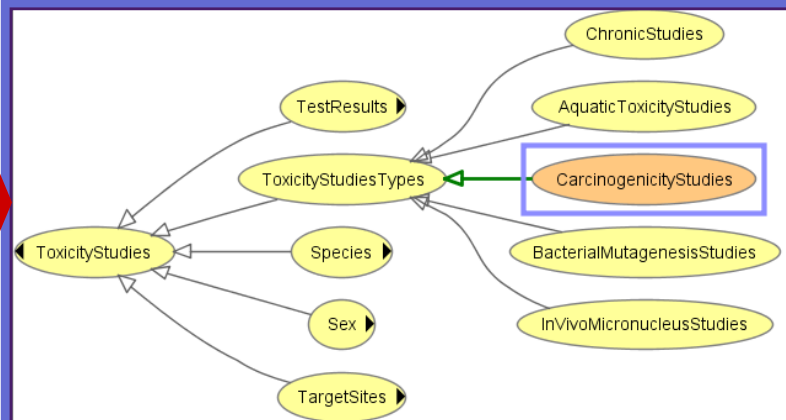 ChronicStudies
TestResults
AquaticToxicityStudies
ToxicityStudiesTypes
CarcinogenicityStudies
ToxicityStudies
Species
BacterialMutagenesisStudies
Sex
InVivoMicronucleusStudies
TargetSites